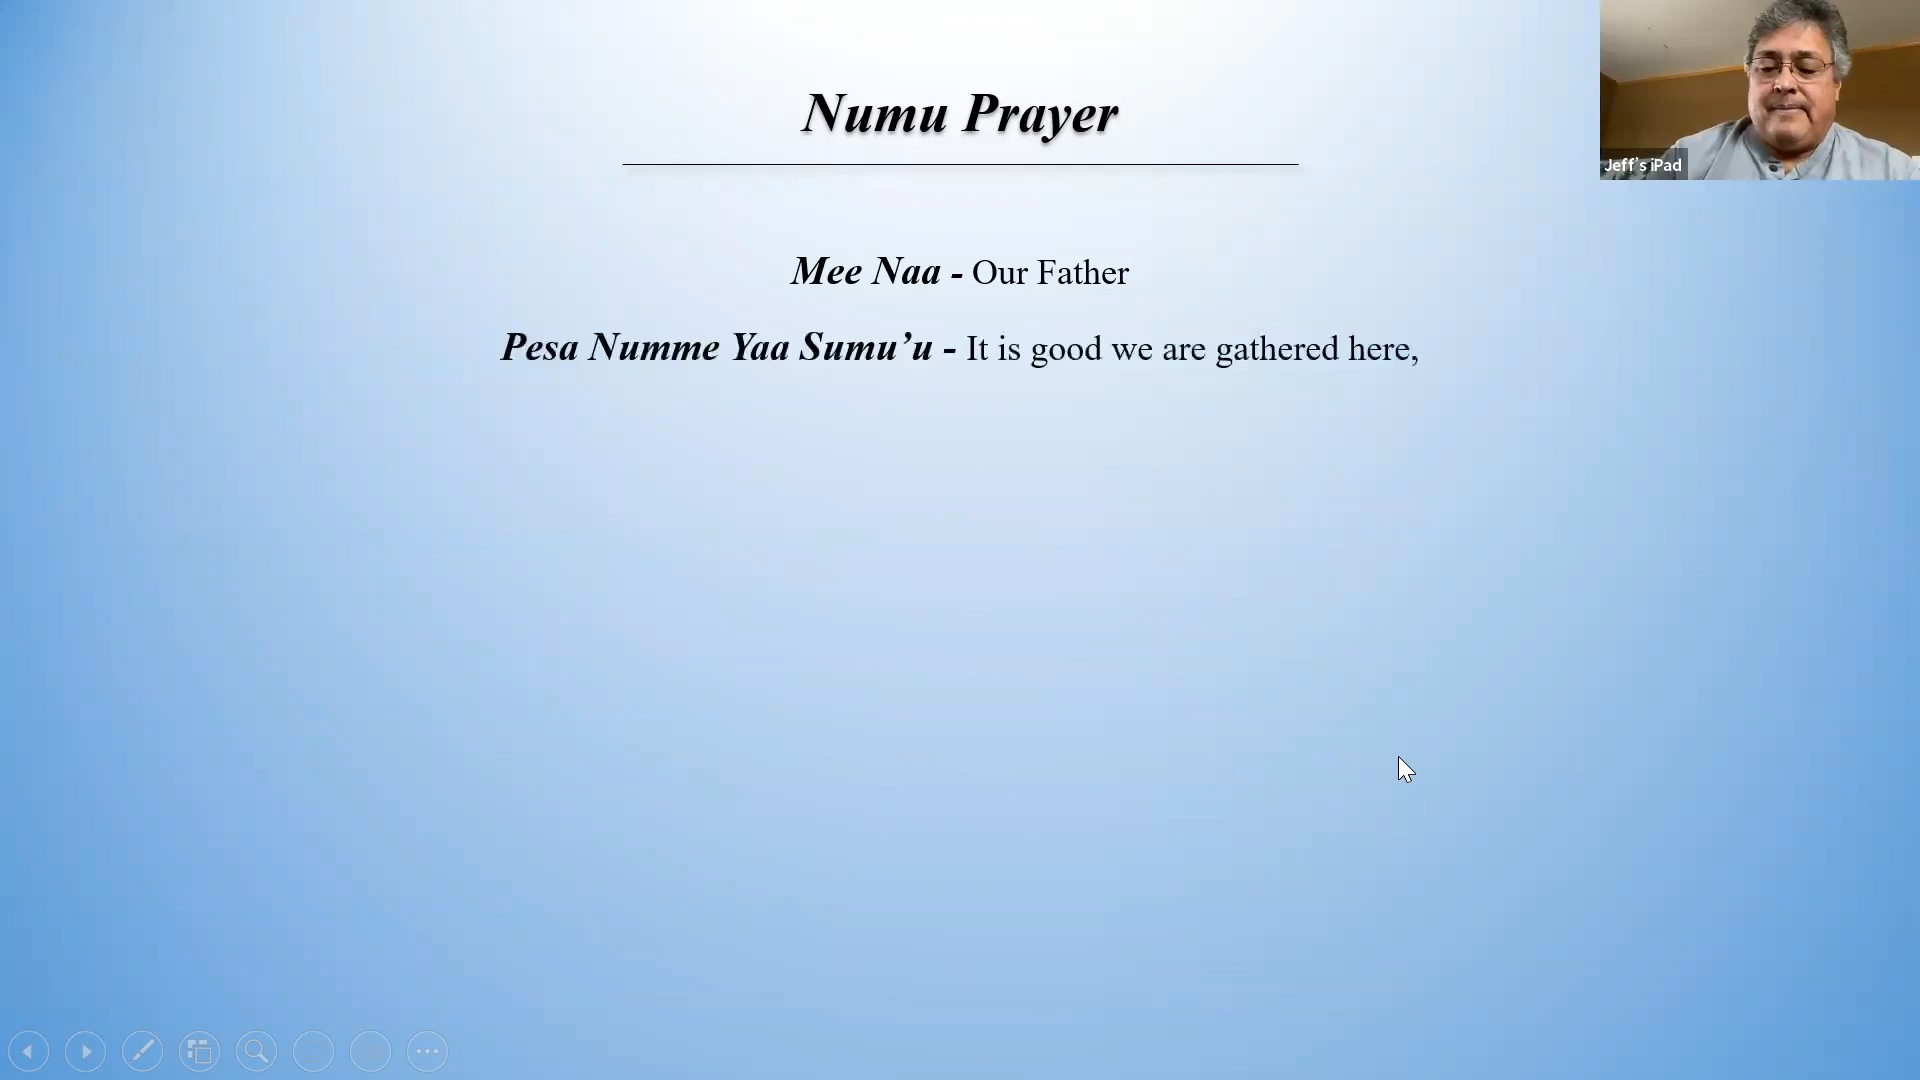 Numu Prayer
Jeff’s iPad
Mee Naa - Our Father
Pesa Numme Yaa Sumu’u - It is good we are gathered here,